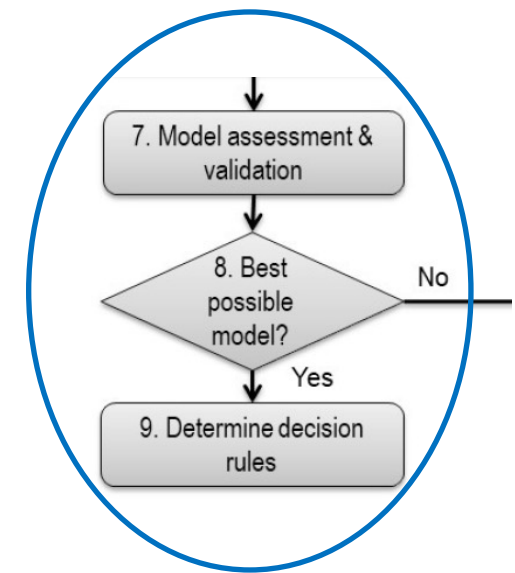 7. Model assessment &
validation
8. Best
possible
model?
No
Yes
9. Determine decision
rules